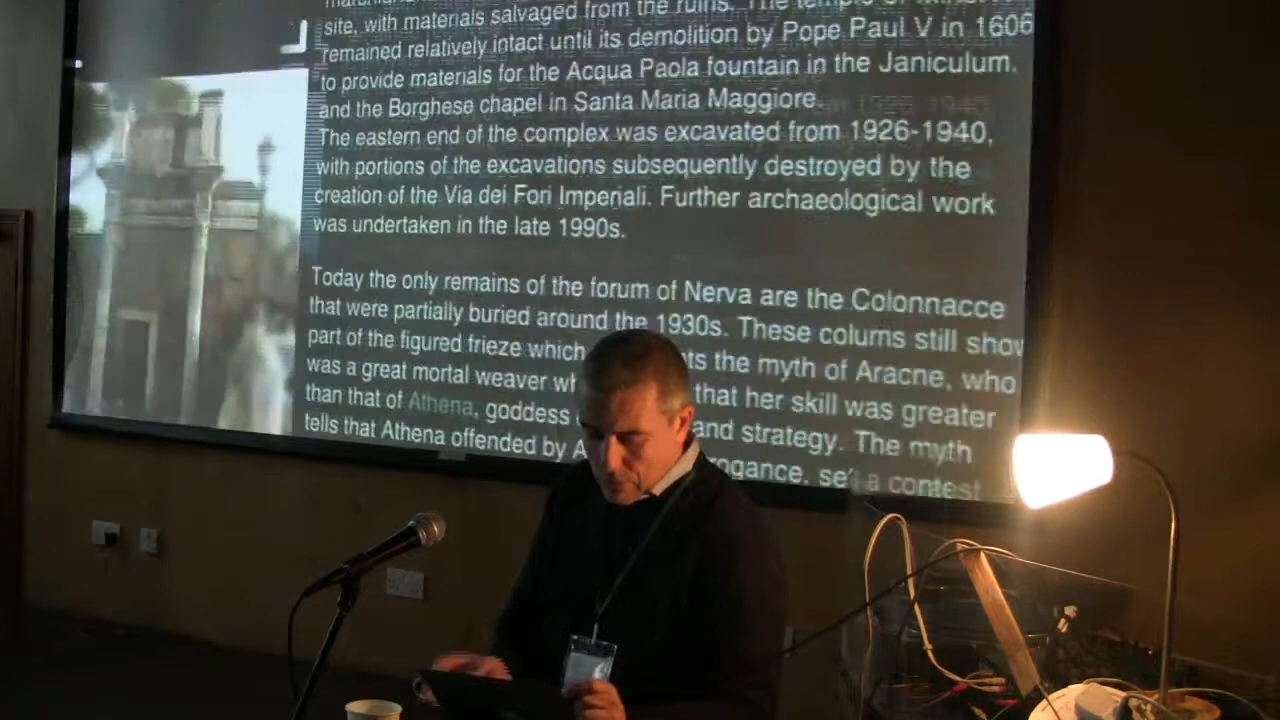 site, with materials salvaged from the ruins. The temple of
remained relatively intact until its demolition by Pope Paul V in 1606
to provide materials for the Acqua Paola fountain in the Janiculum.
and the Borghese chapel in Santa Maria Maggiore.
The eastern end of the complex was excavated from 1926-1940,
with portions of the excavations subsequently destroyed by the
creation of the Via dei Fori Imperiali. Further archaeological work
was undertaken in the late 1990s.
Today the only remains of the forum of Nerva are the Colonnacce
that were partially buried around the 1930s. These colums still show
part of the figured frieze which the myth of Aracne, who
was a great mortal weaver that her skill was greater
than that of Athena, goddess and strategy. The myth
tells that Athena offended by a contest